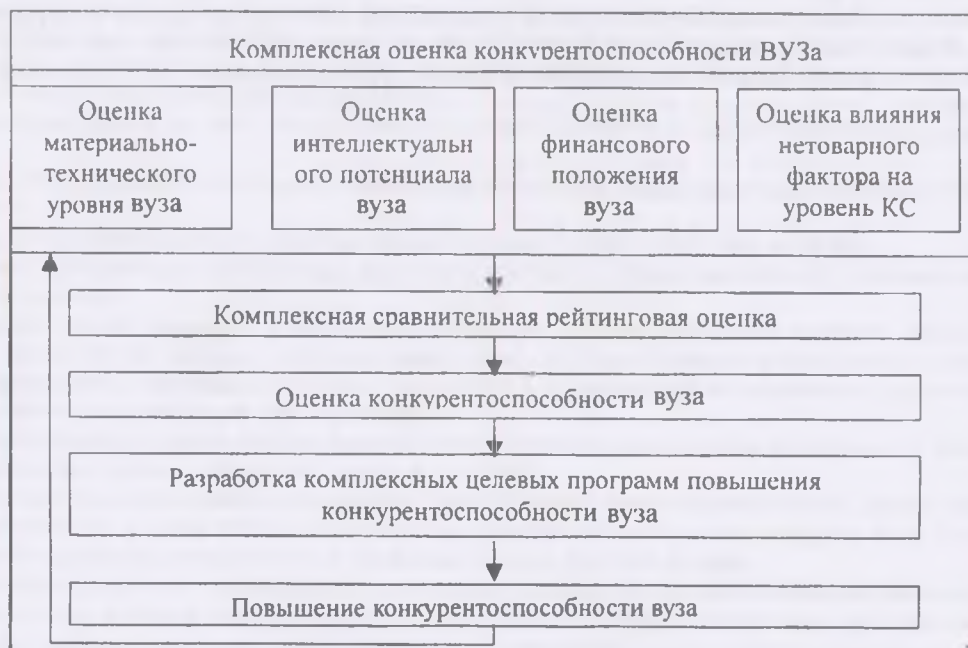 Комплексная оценка конкурентоспособности ВУЗа
Оценка
материально-
технического
уровня вуза
Оценка
интеллектуальн
ого потенциала
вуза
Оценка
финансового
положения
вуза
Оценка влияния
нетоварного
фактора на
уровень КС
Комплексная сравнительная рейтинговая оценка
Оценка конкурентоспособности вуза
Разработка комплексных целевых программ повышения
конкурентоспособности вуза
Повышение конкурентоспособности вуза